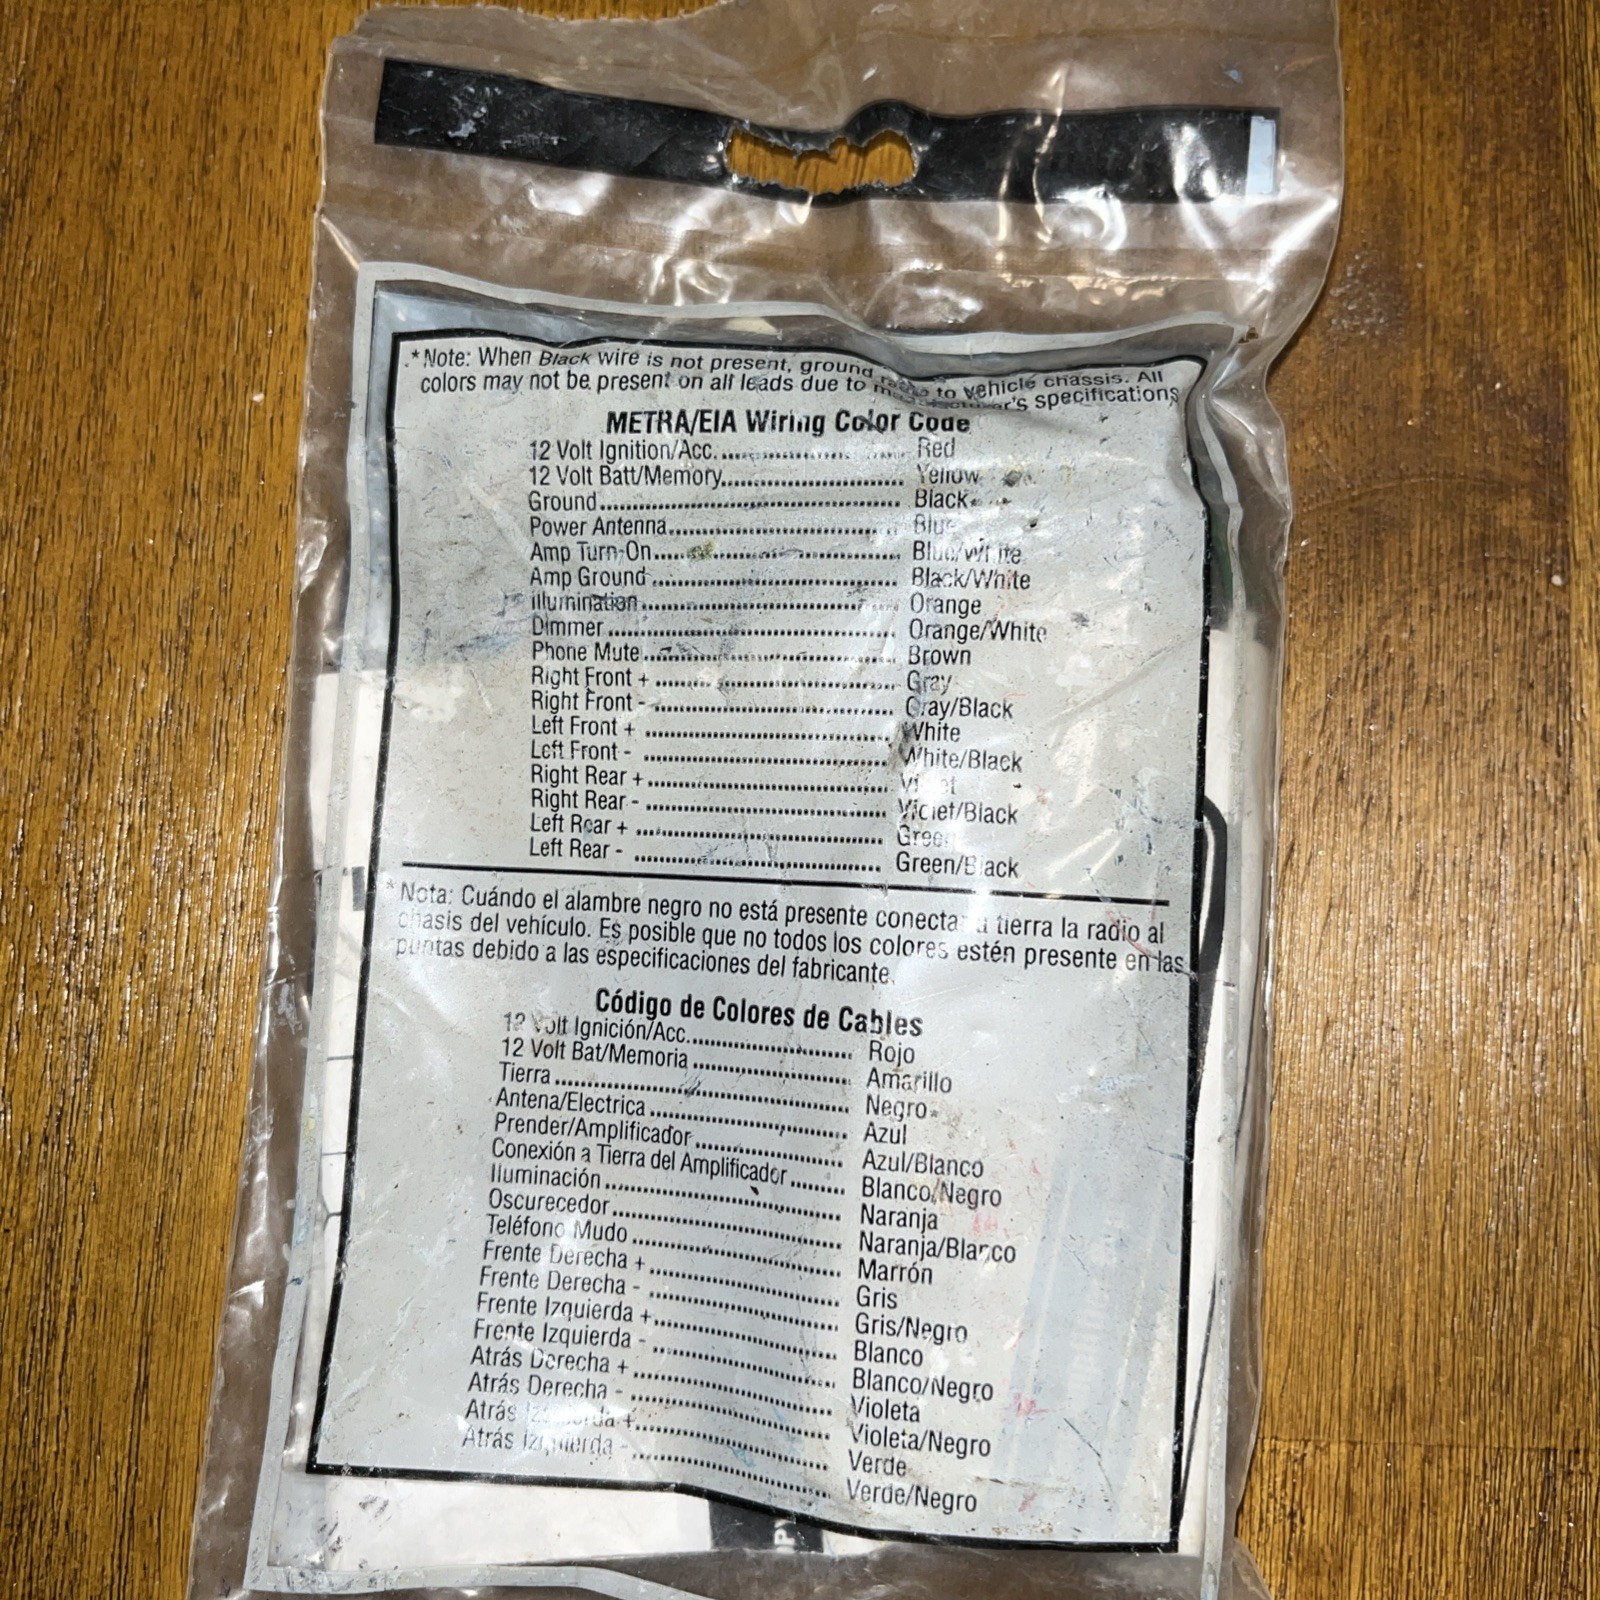 *Note: When Black wire is not present, ground radio to vehicle chassis. All
colors may not be present on all leads due to manufacturer's specifications
METRA/EIA Wiring Color Code
12 Volt Ignition/Acc. Red
12 Volt Batt/Memory Yellow
Ground Black
Power Antenna Blue
Amp Turn-On Blue/White
Amp Ground Black/White
Illumination Orange
Dimmer Orange/White
Phone Mute Brown
Right Front + Gray
Right Front - Gray/Black
Left Front + White
Left Front - White/Black
Right Rear + Violet
Right Rear - Violet/Black
Left Rear + Green
Left Rear - Green/Black
*Nota: Cuándo el alambre negro no está presente conectar a tierra la radio al
chasis del vehículo. Es posible que no todos los colores estén presente en las
puntas debido a las especificaciones del fabricante.
Código de Colores de Cables
12 Volt Ignición/Acc. Rojo
12 Volt Bat/Memoria Amarillo
Tierra Negro
Antena/Electrica Azul
Prender/Amplificador Azul/Blanco
Conexión a Tierra del Amplificador Blanco/Negro
Iluminación Naranja
Oscurecedor Naranja/Blanco
Teléfono Mudo Marrón
Frente Derecha + Gris
Frente Derecha - Gris/Negro
Frente Izquierda + Blanco
Frente Izquierda - Blanco/Negro
Atrás Derecha + Violeta
Atrás Derecha - Violeta/Negro
Atrás Izquierda + Verde
Atrás Izquierda - Verde/Negro